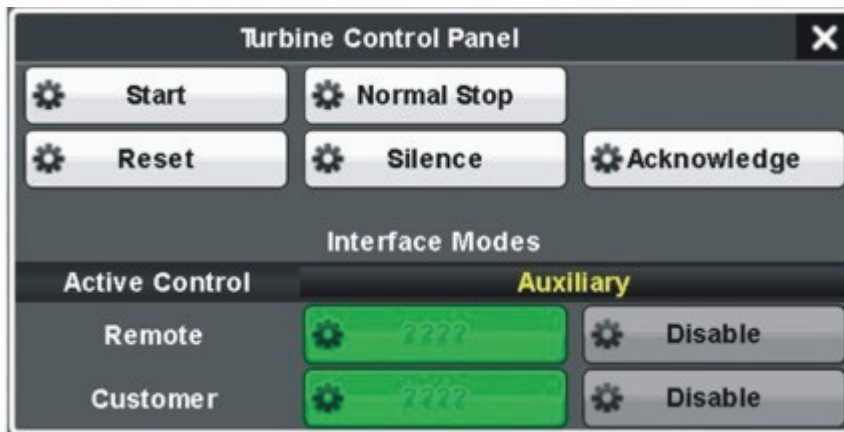 Turbine Control Panel
Start Normal Stop
Reset Silence Acknowledge
Interface Modes
Active Control Auxiliary
Remote ???? Disable
Customer ???? Disable